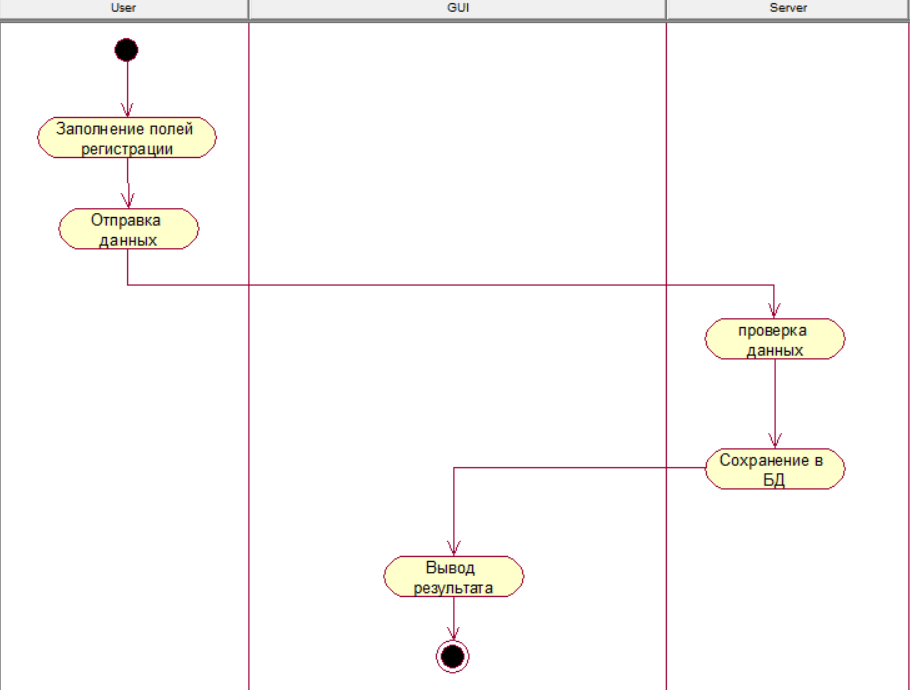 User
GUI
Server
Заполнение полей
регистрации
Отправка
данных
проверка
данных
Сохранение в
БД
Вывод
результата